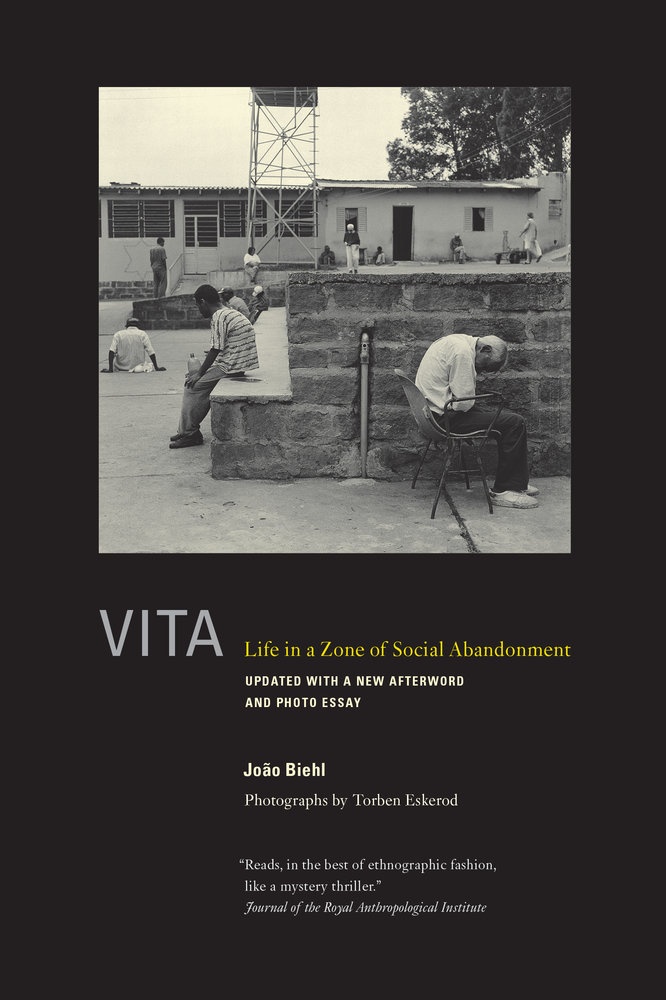 VITA Life in a Zone of Social Abandonment
UPDATED WITH A NEW AFTERWORD
AND PHOTO ESSAY
João Biehl
Photographs by Torben Eskerod
“Reads, in the best of ethnographic fashion,
like a mystery thriller.”
Journal of the Royal Anthropological Institute